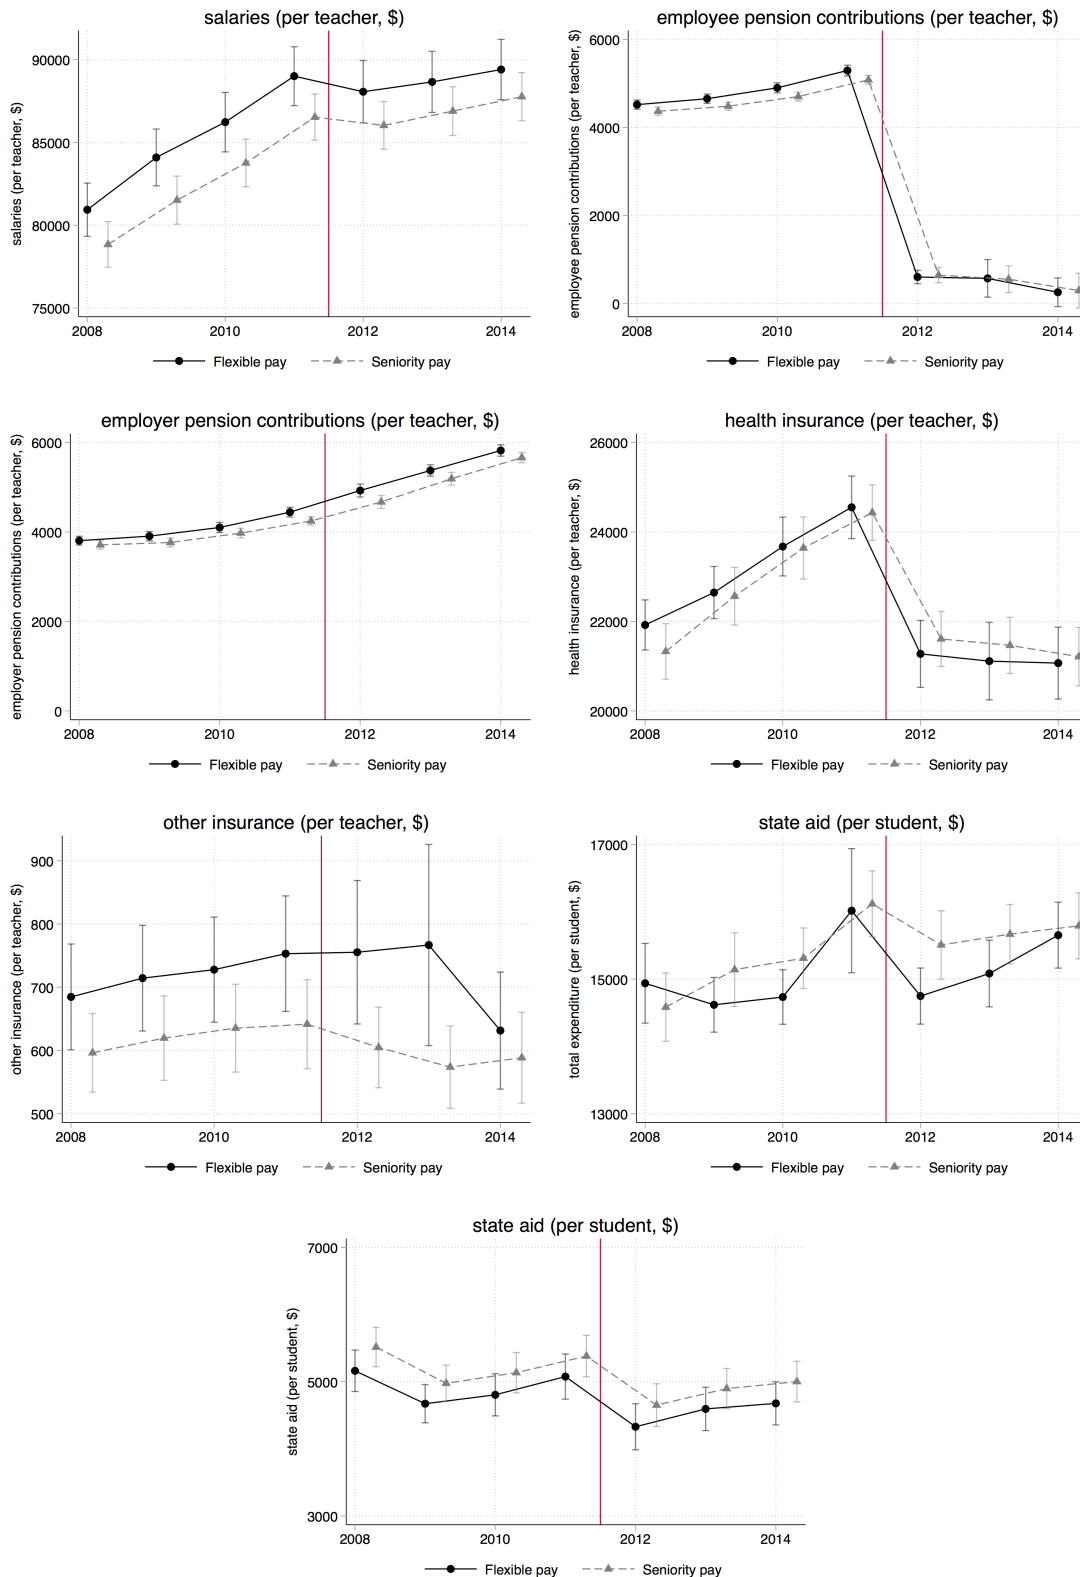 salaries (per teacher, $)
salaries (per teacher, $)
90000
85000
80000
75000
2008 2010 2012 2014
Flexible pay Seniority pay
employee pension contributions (per teacher, $)
employee pension contributions (per teacher, $)
6000
4000
2000
0
2008 2010 2012 2014
Flexible pay Seniority pay
employer pension contributions (per teacher, $)
employer pension contributions (per teacher, $)
6000
4000
2000
0
2008 2010 2012 2014
Flexible pay Seniority pay
health insurance (per teacher, $)
health insurance (per teacher, $)
26000
24000
22000
20000
2008 2010 2012 2014
Flexible pay Seniority pay
other insurance (per teacher, $)
other insurance (per teacher, $)
900
800
700
600
500
2008 2010 2012 2014
Flexible pay Seniority pay
state aid (per student, $)
total expenditure (per student, $)
17000
15000
13000
2008 2010 2012 2014
Flexible pay Seniority pay
state aid (per student, $)
state aid (per student, $)
7000
5000
3000
2008 2010 2012 2014
Flexible pay Seniority pay